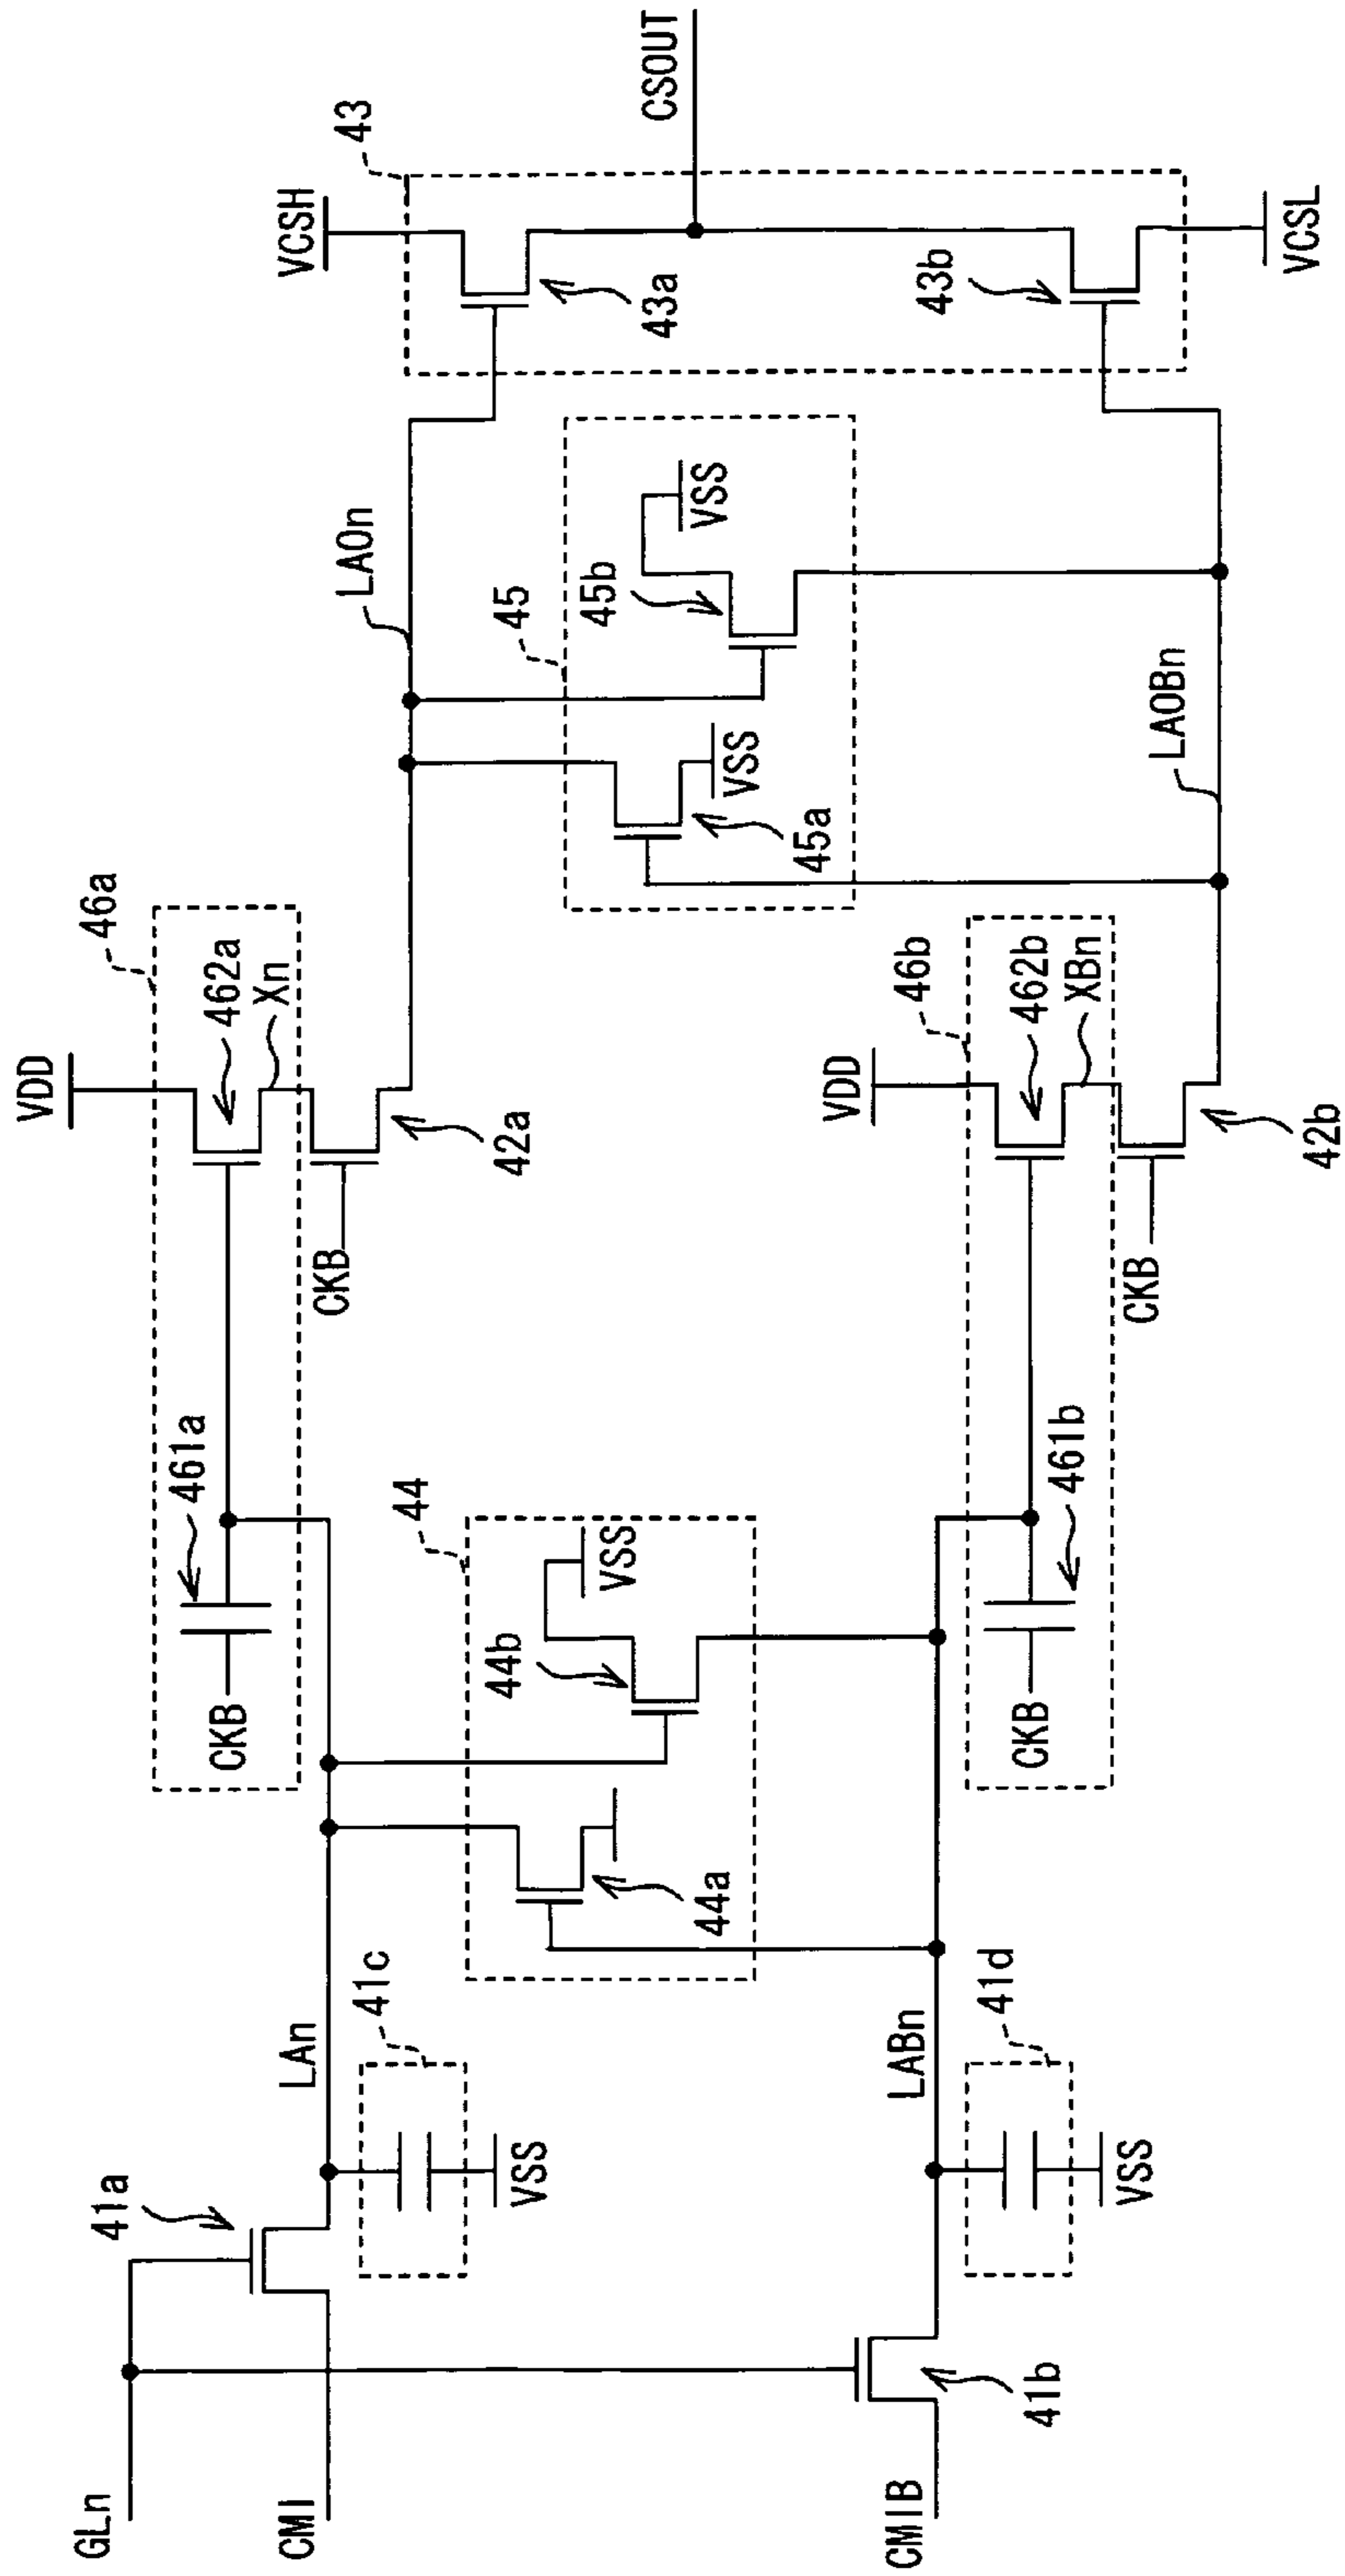 GLn
CMI
CMIB
41a
41b
LAn
41c
VSS
LABn
41d
VSS
44
44a
44b
VSS
46a
CKB
461a
VDD
462a
Xn
CKB
42a
46b
CKB
461b
VDD
462b
XBn
CKB
42b
LAOn
45
45a
VSS
45b
VSS
LAOBn
43
VCSH
43a
43b
VCSL
CSOUT